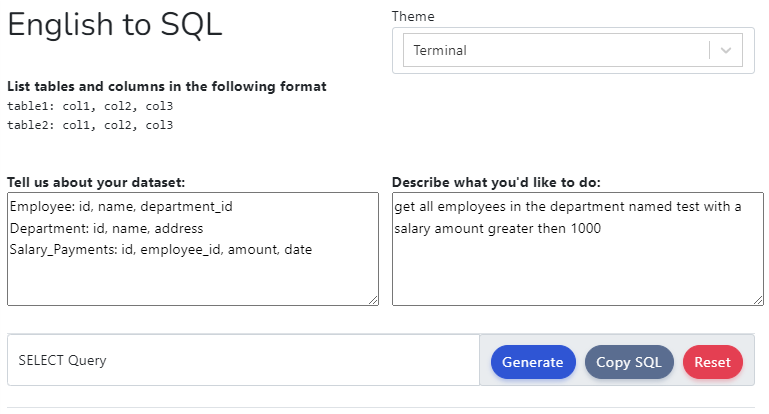 English to SQL
Theme
Terminal
List tables and columns in the following format
table1: col1, col2, col3
table2: col1, col2, col3
Tell us about your dataset:
Employee: id, name, department_id
Department: id, name, address
Salary_Payments: id, employee_id, amount, date
Describe what you'd like to do:
get all employees in the department named test with a
salary amount greater then 1000
SELECT Query
Generate
Copy SQL
Reset